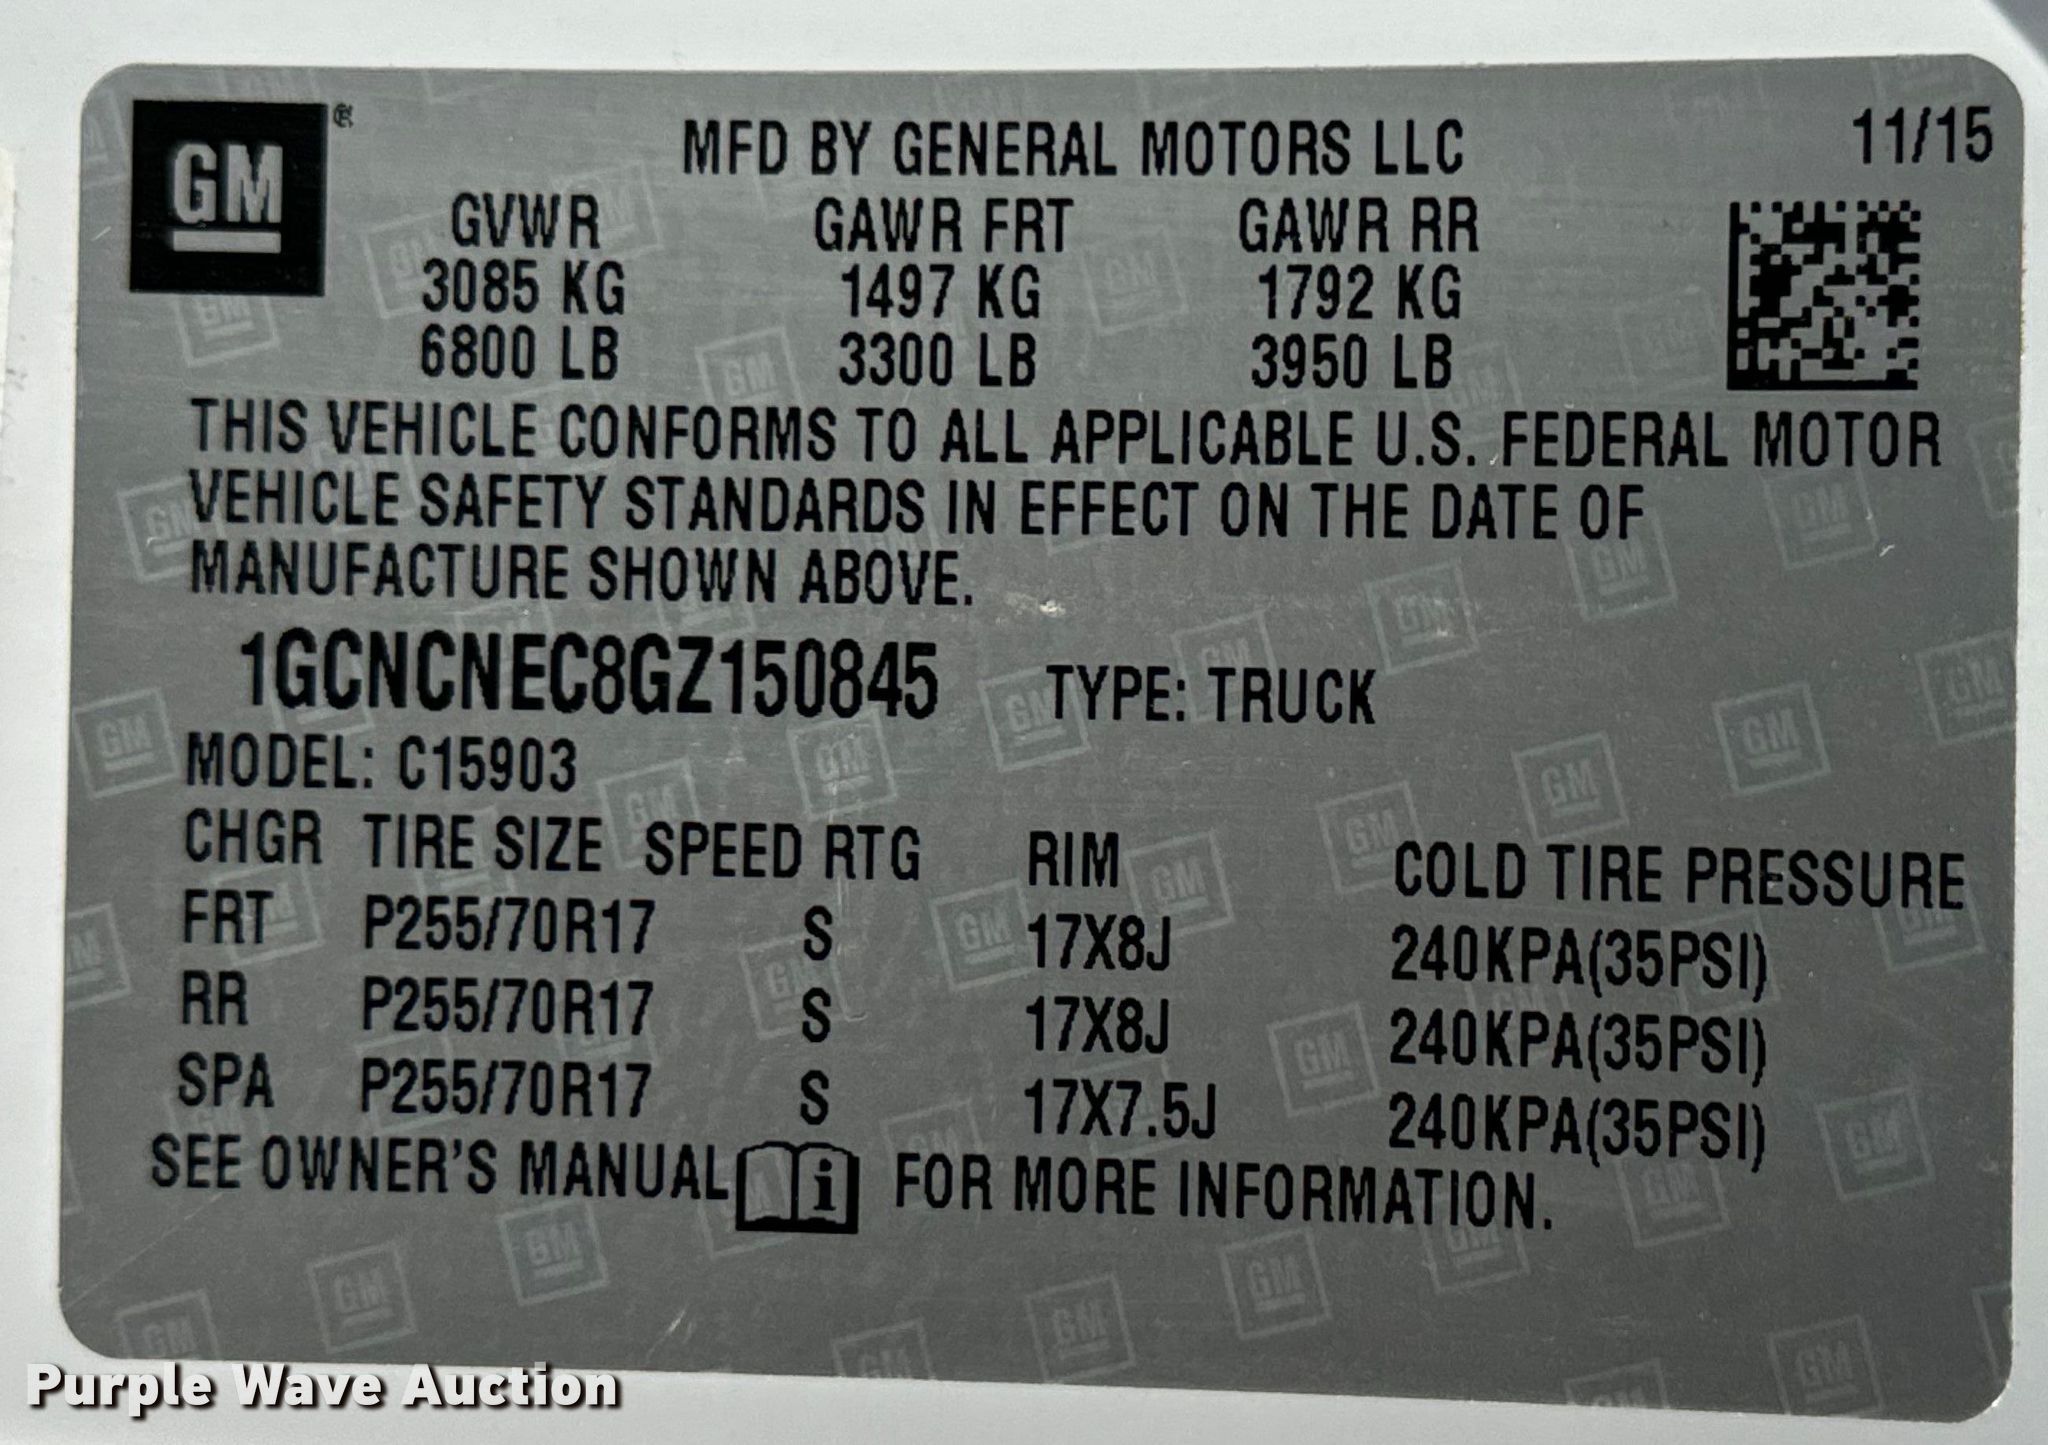 GM
MFD BY GENERAL MOTORS LLC 11/15
GVWR GAWR FRT GAWR RR
3085 KG 1497 KG 1792 KG
6800 LB 3300 LB 3950 LB
THIS VEHICLE CONFORMS TO ALL APPLICABLE U.S. FEDERAL MOTOR
VEHICLE SAFETY STANDARDS IN EFFECT ON THE DATE OF
MANUFACTURE SHOWN ABOVE.
1GCNCNEC8GZ150845 TYPE: TRUCK
MODEL: C15903
CHGR TIRE SIZE SPEED RTG RIM COLD TIRE PRESSURE
FRT P255/70R17 S 17X8J 240KPA(35PSI)
RR P255/70R17 S 17X8J 240KPA(35PSI)
SPA P255/70R17 S 17X7.5J 240KPA(35PSI)
SEE OWNER'S MANUAL i FOR MORE INFORMATION.
Purple Wave Auction